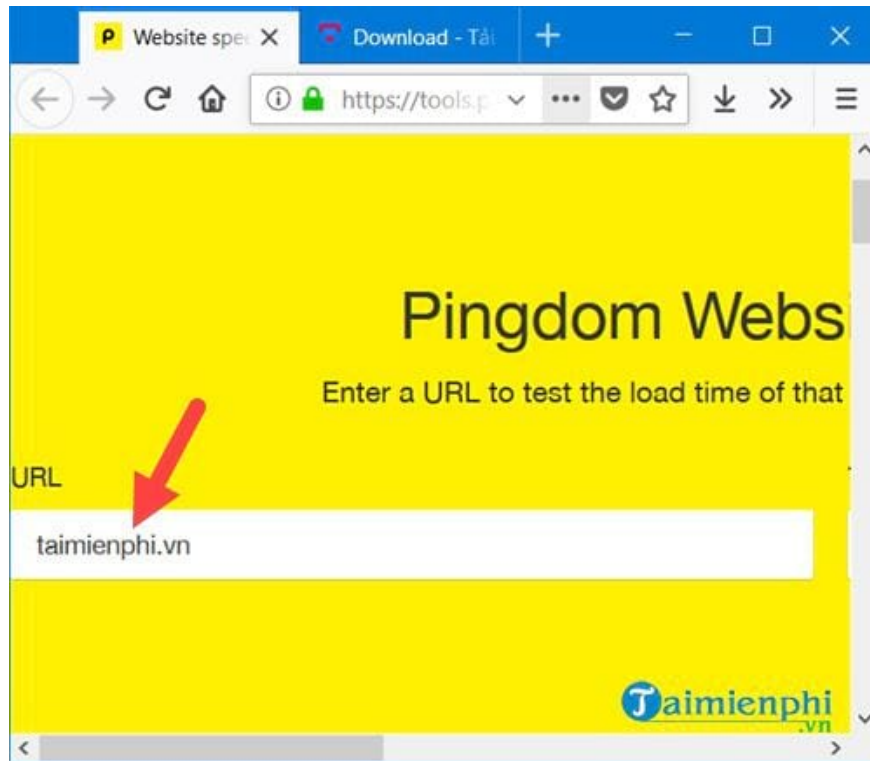 Website spe
Download - Tải
https://tools.p
Pingdom Websi
Enter a URL to test the load time of that
URL
taimienphi.vn
Taimienphi
.vn